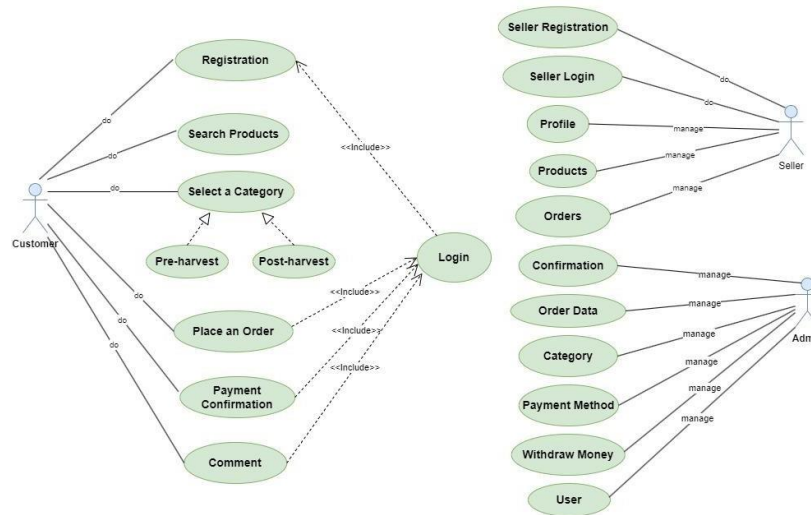 Registration
do
Search Products
do
<<Include>>
Select a Category
do
Customer
Pre-harvest
Post-harvest
Login
Place an Order
<<Include>>
do
Payment
Confirmation
<<Include>>
do
Comment
<<Include>>
do
Seller Registration
do
Seller Login
do
Profile
manage
Products
manage
Seller
Orders
manage
Confirmation
manage
Order Data
manage
Adm
Category
manage
Payment Method
manage
Withdraw Money
manage
User
manage